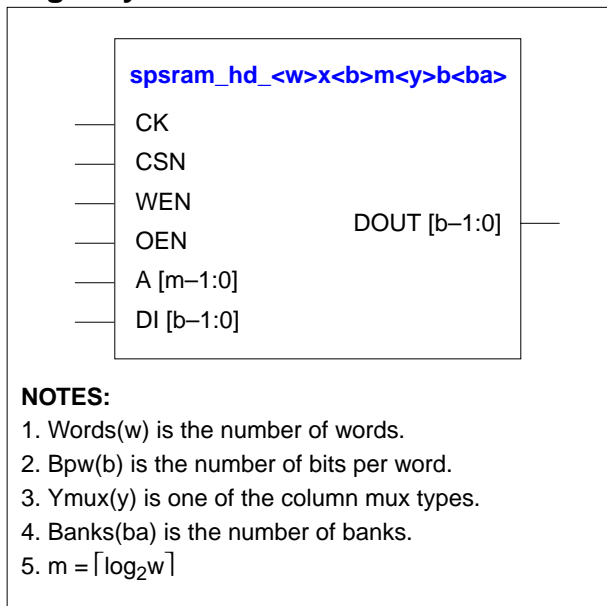 spsram_hd_<w>x<b>m<y>b<ba>
CK
CSN
WEN
OEN
A [m–1:0]
DI [b–1:0]
DOUT [b–1:0]
NOTES:
1. Words(w) is the number of words.
2. Bpw(b) is the number of bits per word.
3. Ymux(y) is one of the column mux types.
4. Banks(ba) is the number of banks.
5. m = ⌈log₂w⌉